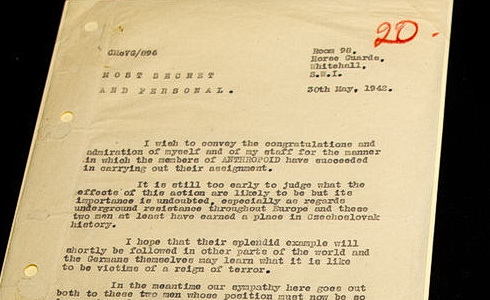 20.
CMeYG/896
Room 98,
Horse Guards,
Whitehall,
S.W.I.
MOST SECRET
AND PERSONAL.
30th May, 1942.
I wish to convey the congratulations and
admiration of myself and of my staff for the manner
in which the members of ANTHROPOID have succeeded
in carrying out their assignment.
It is still too early to judge what the
effects of this action are likely to be but its
importance is undoubted, especially as regards
underground resistance throughout Europe and these
two men at least have earned a place in Czechoslovak
history.
I hope that their splendid example will
shortly be followed in other parts of the world and
the Germans themselves may learn what it is like
to be victims of a reign of terror.
In the meantime our sympathy here goes out
both to these two men whose position must now be so